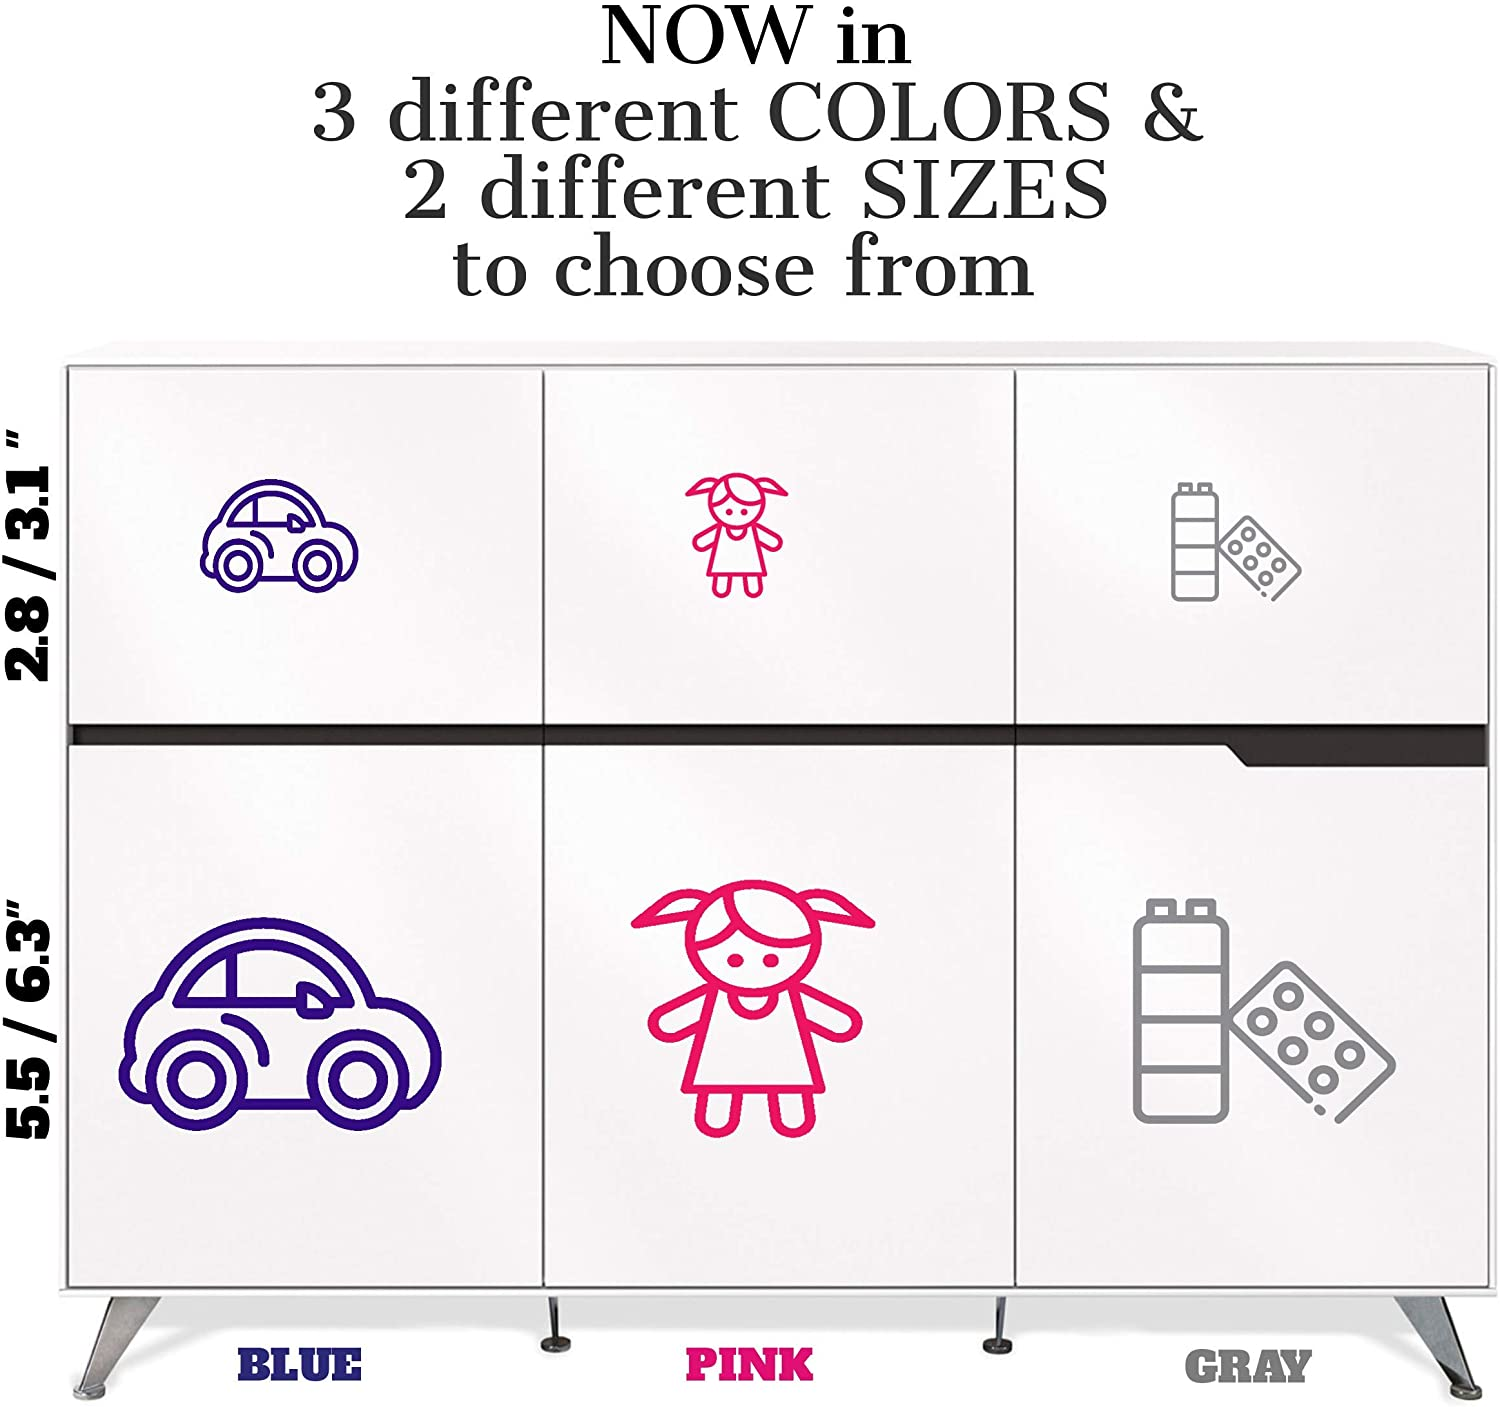 NOW in
3 different COLORS &
2 different SIZES
to choose from
2.8 / 3.1"
5.5 / 6.3"
BLUE
PINK
GRAY